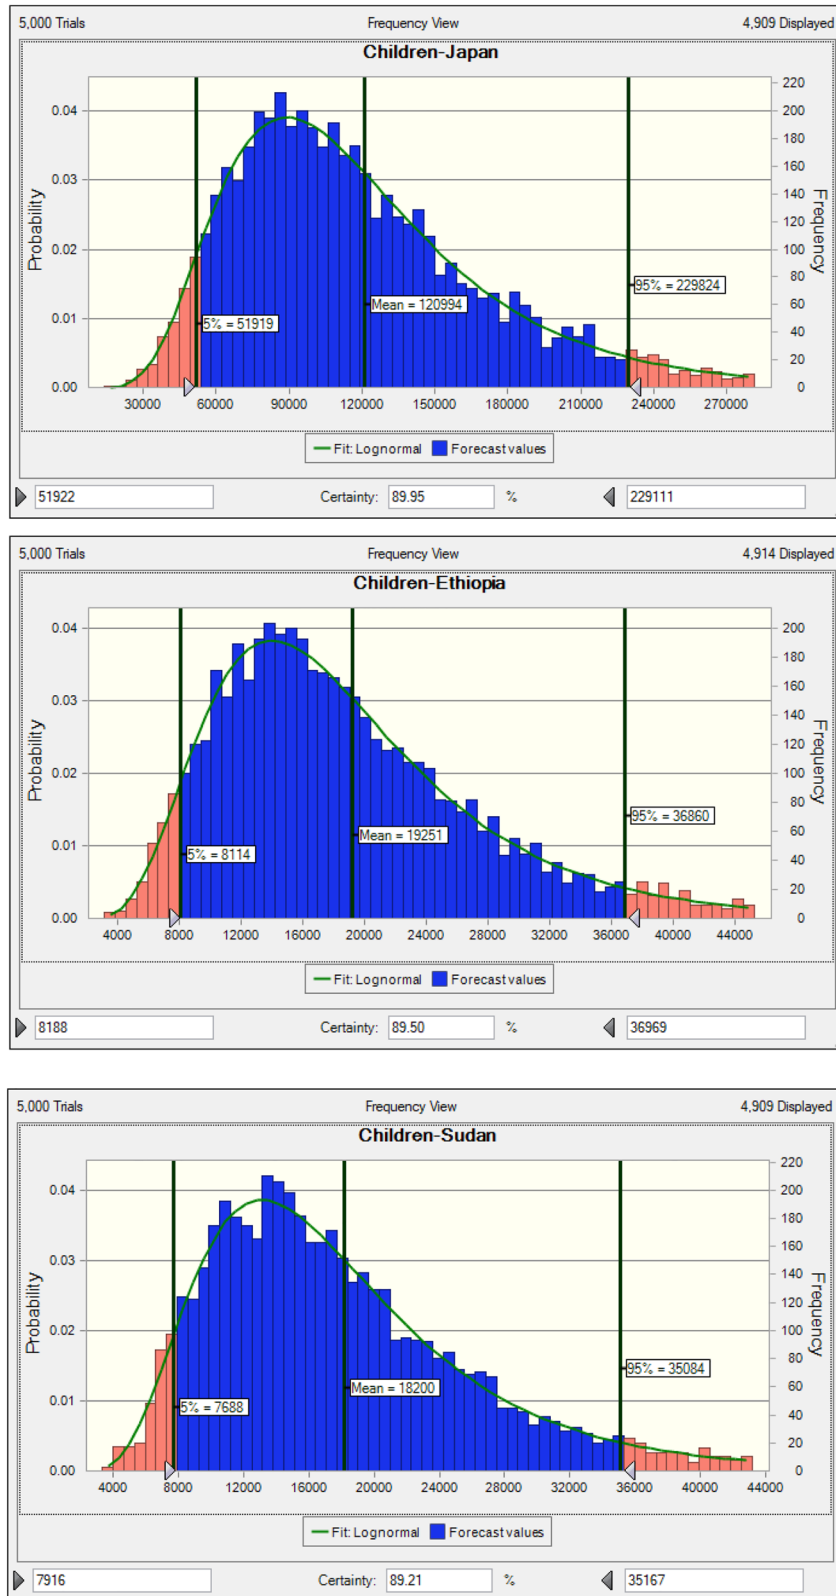 5,000 Trials Frequency View 4,909 Displayed
Children-Japan
0.04
0.03
0.02
0.01
0.00
Probability
220
200
180
160
140
120
100
80
60
40
20
0
Frequency
5% = 51919
Mean = 120994
95% = 229824
30000 60000 90000 120000 150000 180000 210000 240000 270000
Fit: Lognormal Forecast values
51922 Certainty: 89.95 % 229111
5,000 Trials Frequency View 4,914 Displayed
Children-Ethiopia
0.04
0.03
0.02
0.01
0.00
Probability
200
180
160
140
120
100
80
60
40
20
0
Frequency
5% = 8114
Mean = 19251
95% = 36860
4000 8000 12000 16000 20000 24000 28000 32000 36000 40000 44000
Fit: Lognormal Forecast values
8188 Certainty: 89.50 % 36969
5,000 Trials Frequency View 4,909 Displayed
Children-Sudan
0.04
0.03
0.02
0.01
0.00
Probability
220
200
180
160
140
120
100
80
60
40
20
0
Frequency
5% = 7688
Mean = 18200
95% = 35084
4000 8000 12000 16000 20000 24000 28000 32000 36000 40000 44000
Fit: Lognormal Forecast values
7916 Certainty: 89.21 % 35167